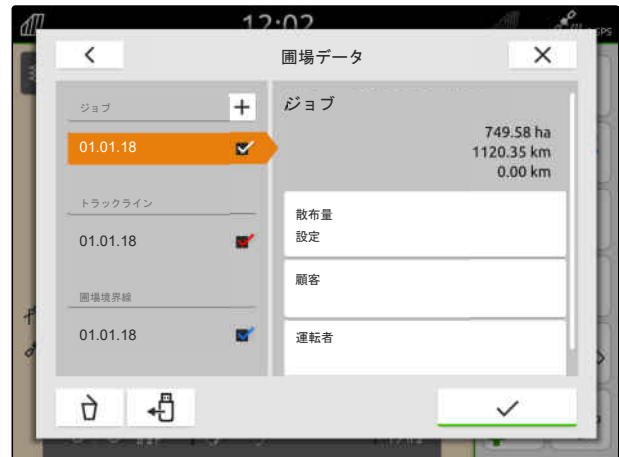 12:02
GPS
圃場データ
ジョブ
01.01.18
トラックライン
01.01.18
圃場境界線
01.01.18
ジョブ
749.58 ha
1120.35 km
0.00 km
散布量
設定
顧客
運転者